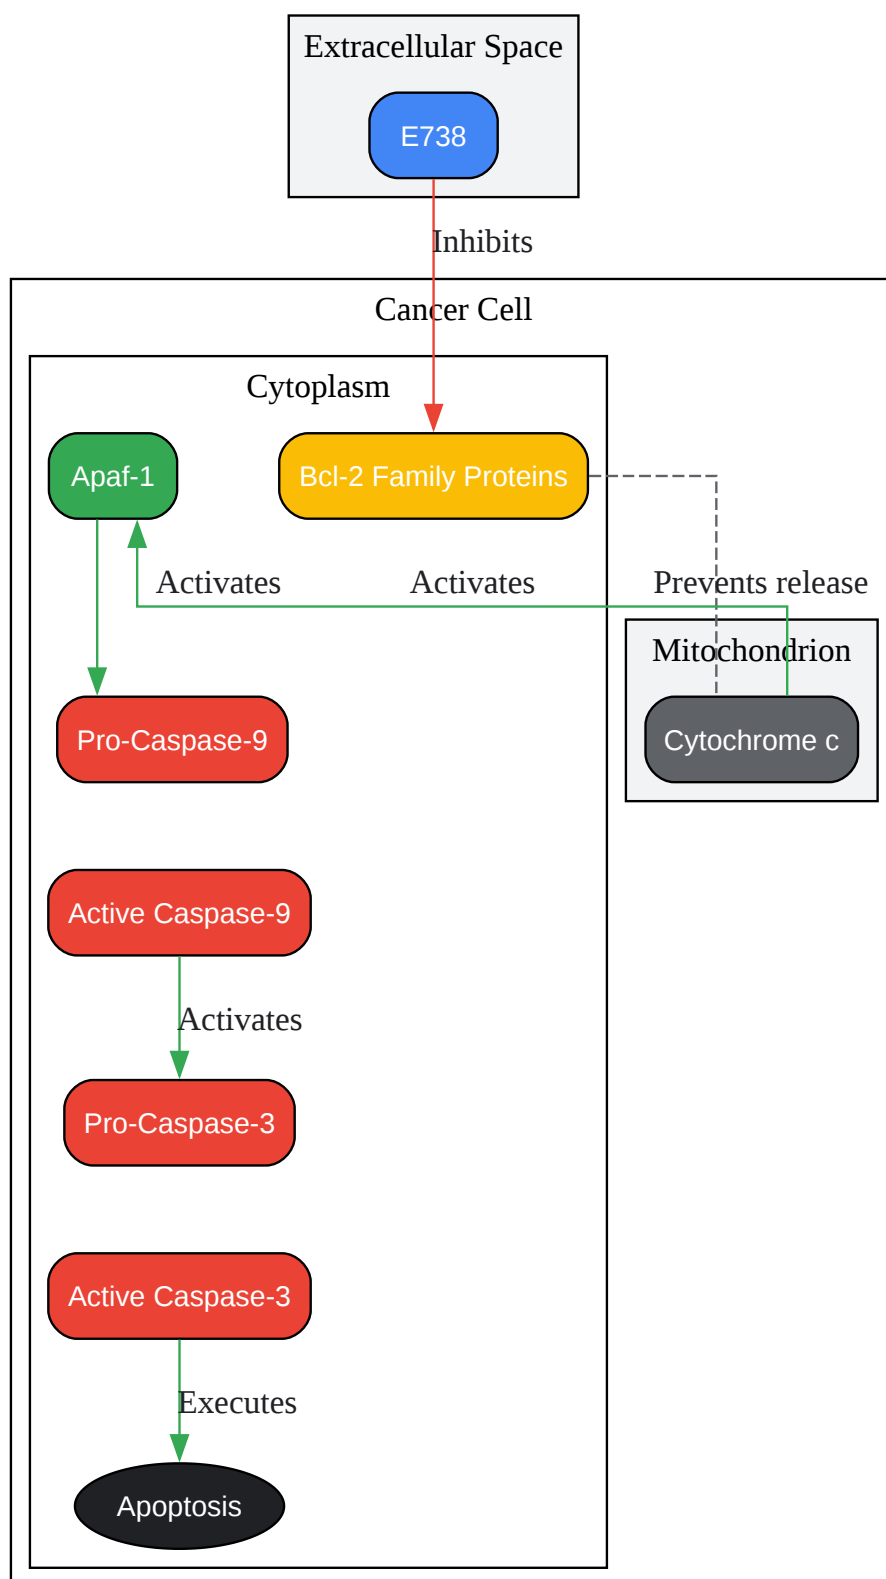 Extracellular Space
E738
Inhibits
Cancer Cell
Cytoplasm
Apaf-1
Bcl-2 Family Proteins
Activates
Activates
Prevents release
Mitochondrion
Pro-Caspase-9
Cytochrome c
Active Caspase-9
Activates
Pro-Caspase-3
Active Caspase-3
Executes
Apoptosis